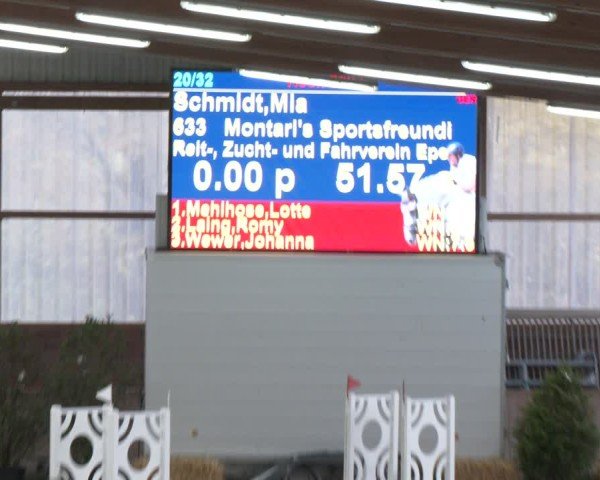 20/32
Schmidt,Mia
633 Montari's Sportsfreundi
Reit-, Zucht- und Fahrverein Epe
0.00 p 51.57
1.Mehlhose,Lotte
2.Laing,Romy
3.Wewer,Johanna